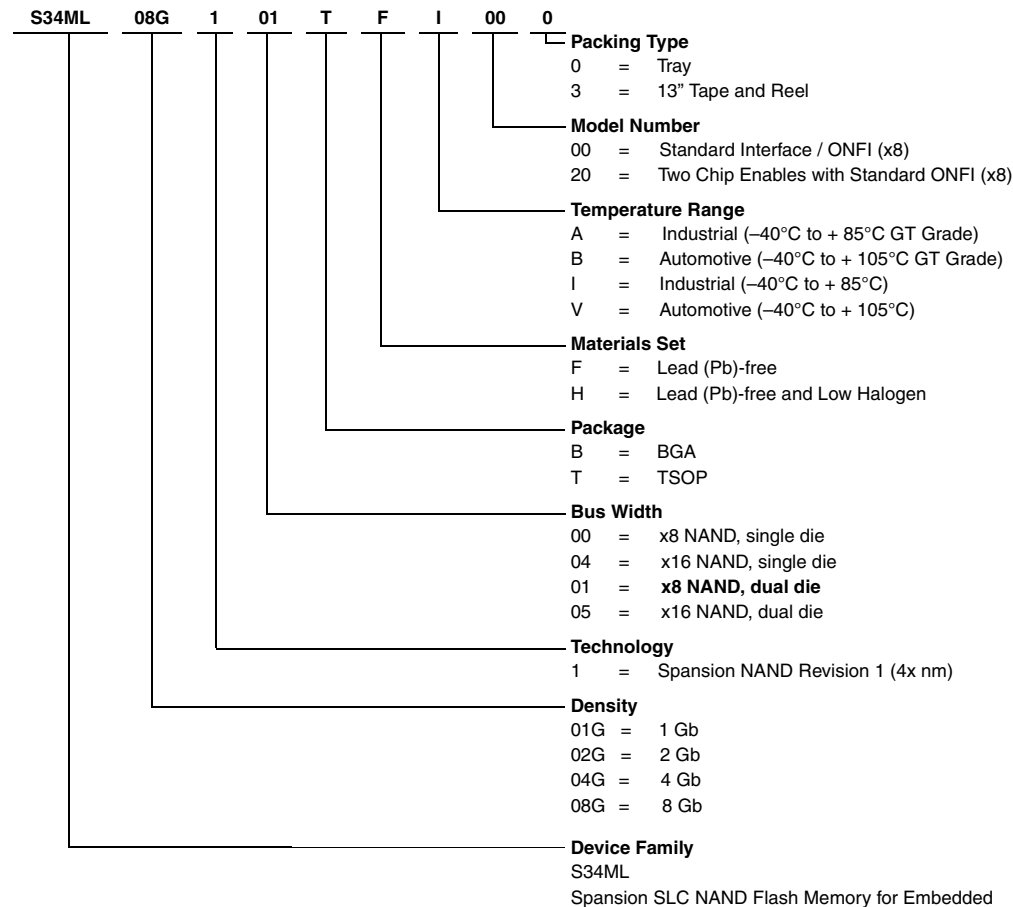 S34ML 08G 1 01 T F I 00 0
Packing Type
0 = Tray
3 = 13” Tape and Reel
Model Number
00 = Standard Interface / ONFI (x8)
20 = Two Chip Enables with Standard ONFI (x8)
Temperature Range
A = Industrial (–40°C to + 85°C GT Grade)
B = Automotive (–40°C to + 105°C GT Grade)
I = Industrial (–40°C to + 85°C)
V = Automotive (–40°C to + 105°C)
Materials Set
F = Lead (Pb)-free
H = Lead (Pb)-free and Low Halogen
Package
B = BGA
T = TSOP
Bus Width
00 = x8 NAND, single die
04 = x16 NAND, single die
01 = x8 NAND, dual die
05 = x16 NAND, dual die
Technology
1 = Spansion NAND Revision 1 (4x nm)
Density
01G = 1 Gb
02G = 2 Gb
04G = 4 Gb
08G = 8 Gb
Device Family
S34ML
Spansion SLC NAND Flash Memory for Embedded